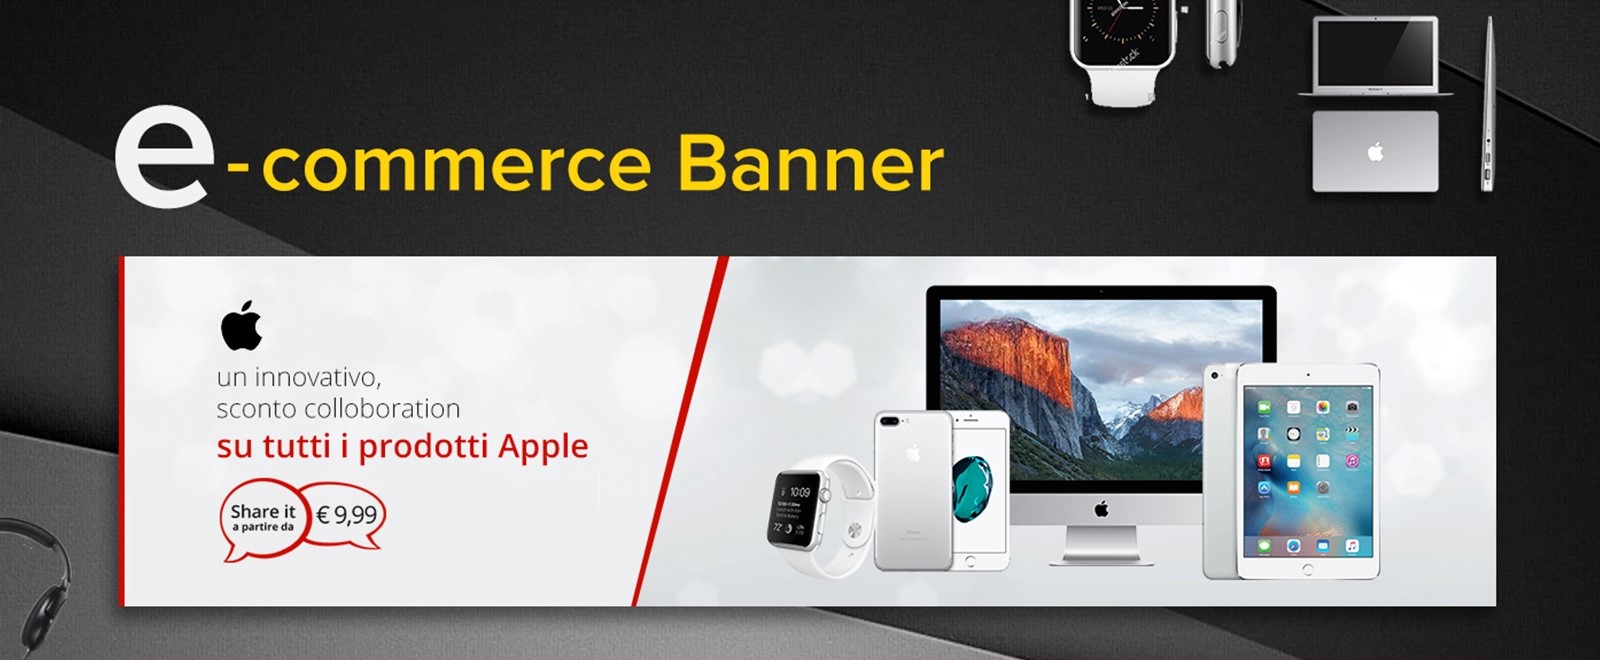 e-commerce Banner
un innovativo,
sconto colloboration
su tutti i prodotti Apple
Share it
a partire da
€ 9,99
10:09